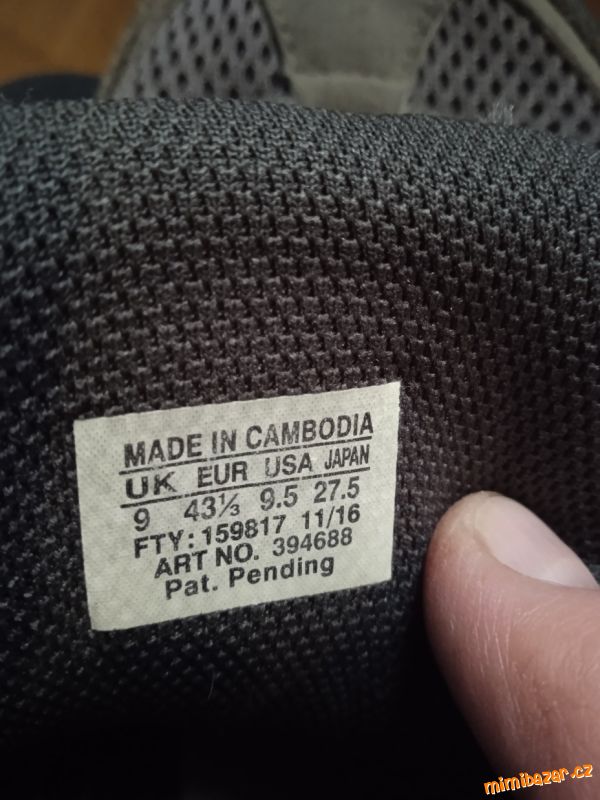 MADE IN CAMBODIA
UK EUR USA JAPAN
9 43⅓ 9.5 27.5
FTY: 159817 11/16
ART NO. 394688
Pat. Pending
mimibazar.cz